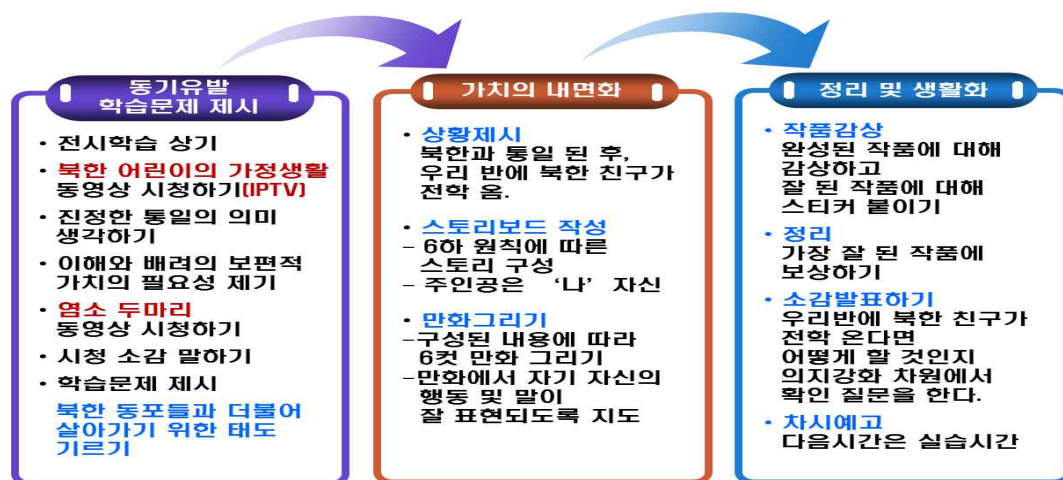 동기유발
학습문제 제시
• 전시학습 상기
• 북한 어린이의 가정생활
동영상 시청하기(IPTV)
• 진정한 통일의 의미
생각하기
• 이해와 배려의 보편적
가치의 필요성 제기
• 염소 두마리
동영상 시청하기
• 시청 소감 말하기
• 학습문제 제시
북한 동포들과 더불어
살아가기 위한 태도
기르기
가치의 내면화
• 상황제시
북한과 통일 된 후,
우리 반에 북한 친구가
전학 옴.
• 스토리보드 작성
- 6하 원칙에 따른
스토리 구성
- 주인공은 ‘나’ 자신
• 만화그리기
-구성된 내용에 따라
6컷 만화 그리기
-만화에서 자기 자신의
행동 및 말이
잘 표현되도록 지도
정리 및 생활화
• 작품감상
완성된 작품에 대해
감상하고
잘 된 작품에 대해
스티커 붙이기
• 정리
가장 잘 된 작품에
보상하기
• 소감발표하기
우리반에 북한 친구가
전학 온다면
어떻게 할 것인지
의지강화 차원에서
확인 질문을 한다.
• 차시예고
다음시간은 실습시간